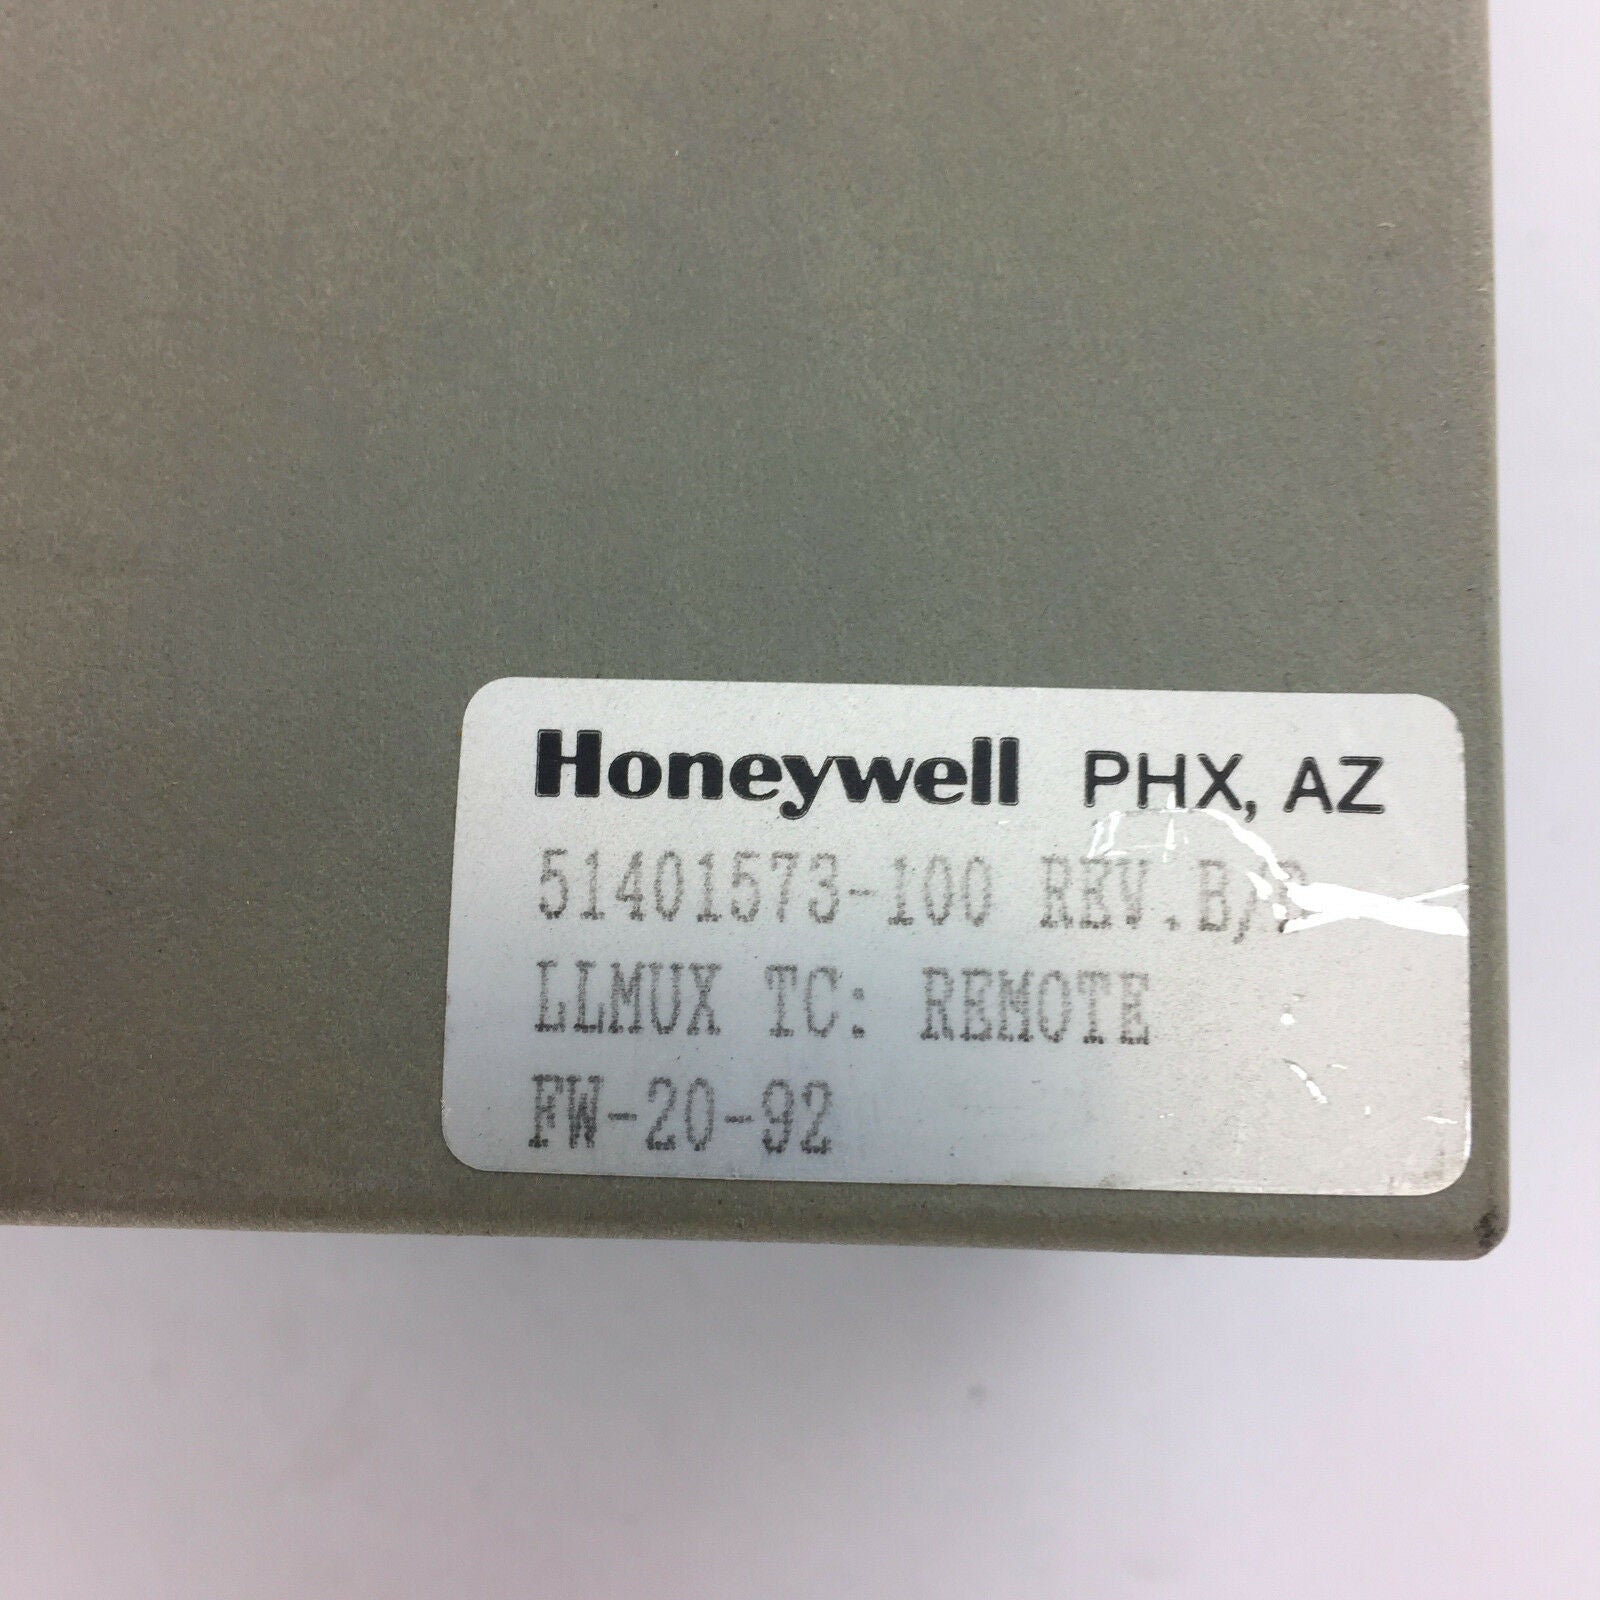 Honeywell PHX, AZ
51401573-100 REV.
LLMUX TC: REMOTE
FW-20-92